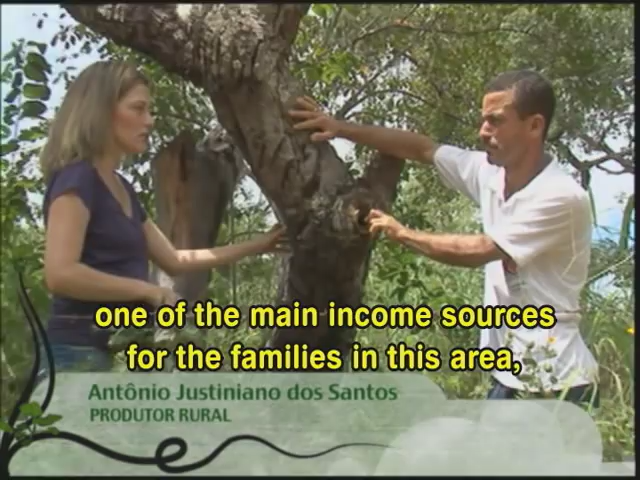 one of the main income sources
for the families in this area,
Antônio Justiniano dos Santos
PRODUTOR RURAL